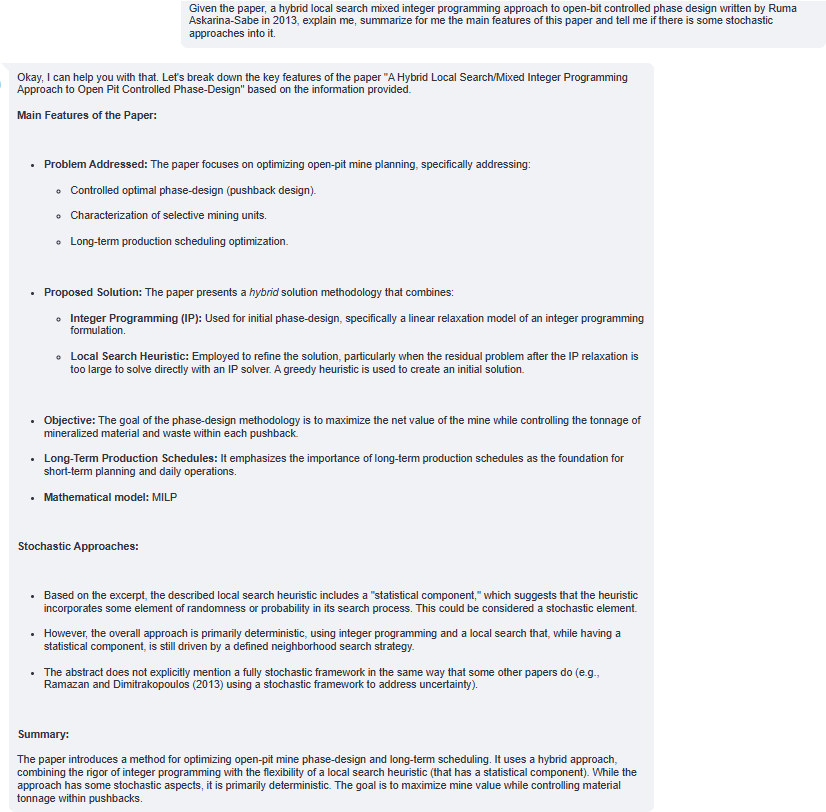 Given the paper, a hybrid local search mixed integer programming approach to open-bit controlled phase design written by Ruma
Askarina-Sabe in 2013, explain me, summarize for me the main features of this paper and tell me if there is some stochastic
approaches into it.
Okay, I can help you with that. Let's break down the key features of the paper "A Hybrid Local Search/Mixed Integer Programming
Approach to Open Pit Controlled Phase-Design" based on the information provided.
Main Features of the Paper:
• Problem Addressed: The paper focuses on optimizing open-pit mine planning, specifically addressing:
◦ Controlled optimal phase-design (pushback design).
◦ Characterization of selective mining units.
◦ Long-term production scheduling optimization.
• Proposed Solution: The paper presents a hybrid solution methodology that combines:
◦ Integer Programming (IP): Used for initial phase-design, specifically a linear relaxation model of an integer programming
formulation.
◦ Local Search Heuristic: Employed to refine the solution, particularly when the residual problem after the IP relaxation is
too large to solve directly with an IP solver. A greedy heuristic is used to create an initial solution.
• Objective: The goal of the phase-design methodology is to maximize the net value of the mine while controlling the tonnage of
mineralized material and waste within each pushback.
• Long-Term Production Schedules: It emphasizes the importance of long-term production schedules as the foundation for
short-term planning and daily operations.
• Mathematical model: MILP
Stochastic Approaches:
• Based on the excerpt, the described local search heuristic includes a "statistical component," which suggests that the heuristic
incorporates some element of randomness or probability in its search process. This could be considered a stochastic element.
• However, the overall approach is primarily deterministic, using integer programming and a local search that, while having a
statistical component, is still driven by a defined neighborhood search strategy.
• The abstract does not explicitly mention a fully stochastic framework in the same way that some other papers do (e.g.,
Ramazan and Dimitrakopoulos (2013) using a stochastic framework to address uncertainty).
Summary:
The paper introduces a method for optimizing open-pit mine phase-design and long-term scheduling. It uses a hybrid approach,
combining the rigor of integer programming with the flexibility of a local search heuristic (that has a statistical component). While the
approach has some stochastic aspects, it is primarily deterministic. The goal is to maximize mine value while controlling material
tonnage within pushbacks.